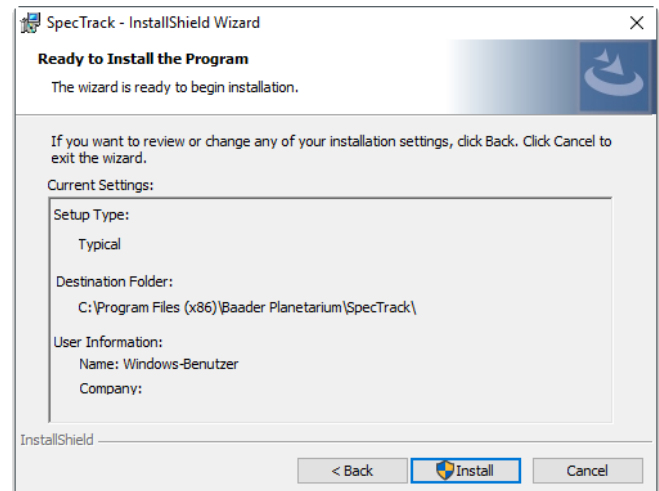 SpecTrack - InstallShield Wizard
Ready to Install the Program
The wizard is ready to begin installation.
If you want to review or change any of your installation settings, click Back. Click Cancel to
exit the wizard.
Current Settings:
Setup Type:
Typical
Destination Folder:
C:\Program Files (x86)\Baader Planetarium\SpecTrack\
User Information:
Name: Windows-Benutzer
Company:
InstallShield
< Back
Install
Cancel